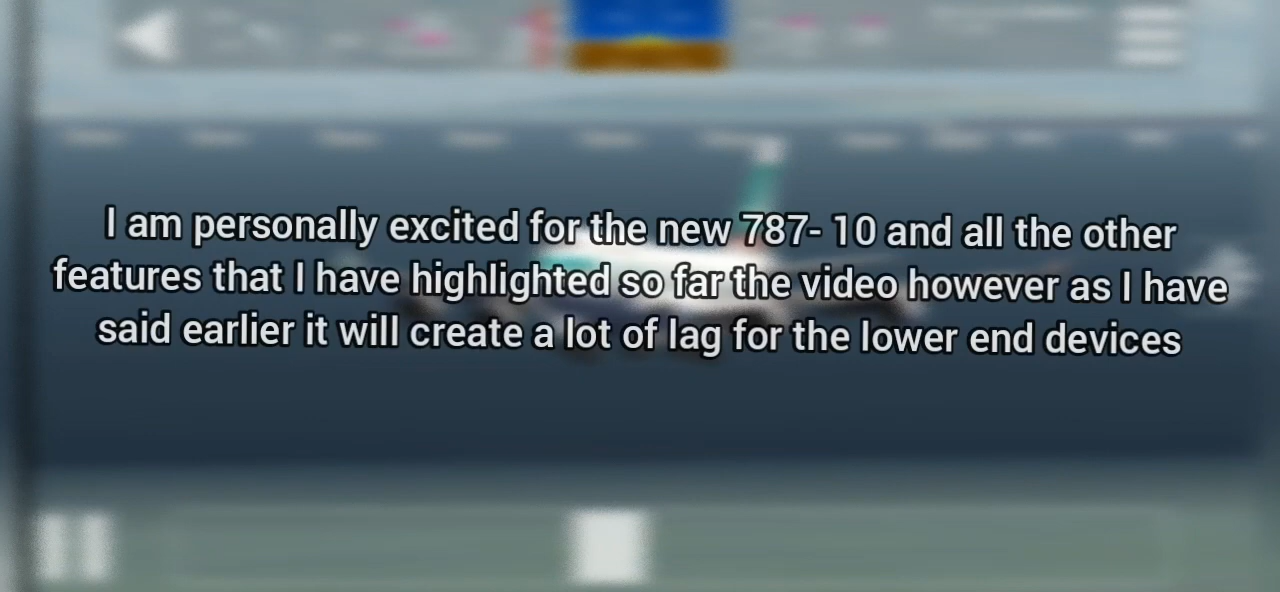 I am personally excited for the new 787- 10 and all the other
features that I have highlighted so far the video however as I have
said earlier it will create a lot of lag for the lower end devices